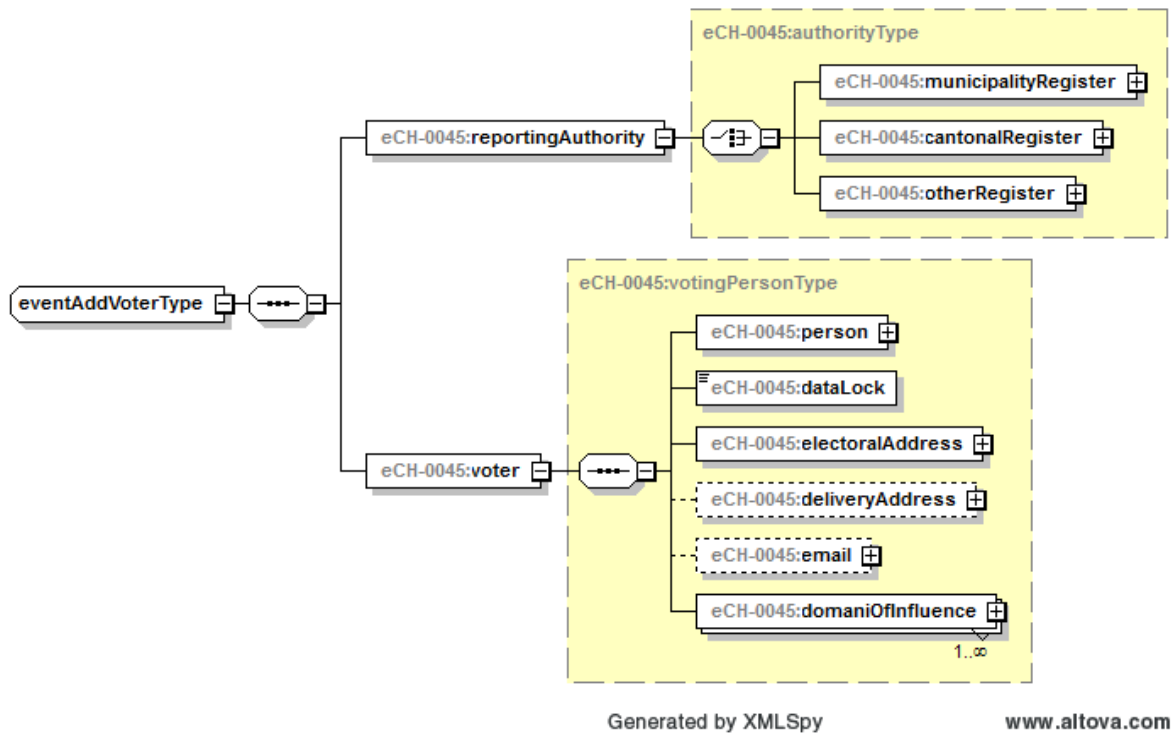 eCH-0045:authorityType
eCH-0045:municipalityRegister
eCH-0045:reportingAuthority
eCH-0045:cantonalRegister
eCH-0045:otherRegister
eventAddVoterType
eCH-0045:votingPersonType
eCH-0045:person
eCH-0045:dataLock
eCH-0045:electoralAddress
eCH-0045:voter
eCH-0045:deliveryAddress
eCH-0045:email
eCH-0045:domaniOfInfluence
1..∞
Generated by XMLSpy www.altova.com